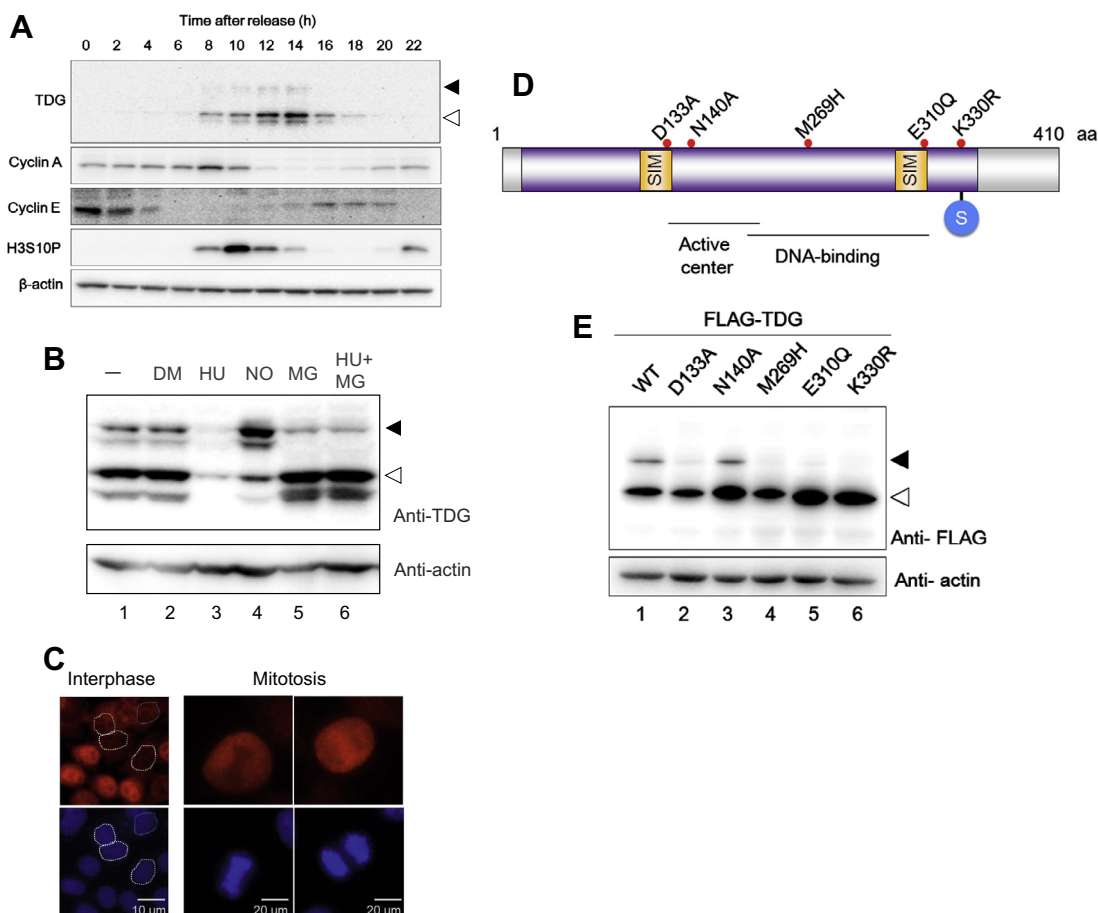 A
Time after release (h)
0 2 4 6 8 10 12 14 16 18 20 22
TDG
Cyclin A
Cyclin E
H3S10P
β-actin
B
— DM HU NO MG HU+ MG
Anti-TDG
Anti-actin
1 2 3 4 5 6
C
Interphase Mitotosis
10 µm 20 µm 20 µm
D
D133A N140A M269H E310Q K330R
1 410 aa
SIM SIM
S
Active
center
DNA-binding
E
FLAG-TDG
WT D133A N140A M269H E310Q K330R
Anti- FLAG
Anti- actin
1 2 3 4 5 6